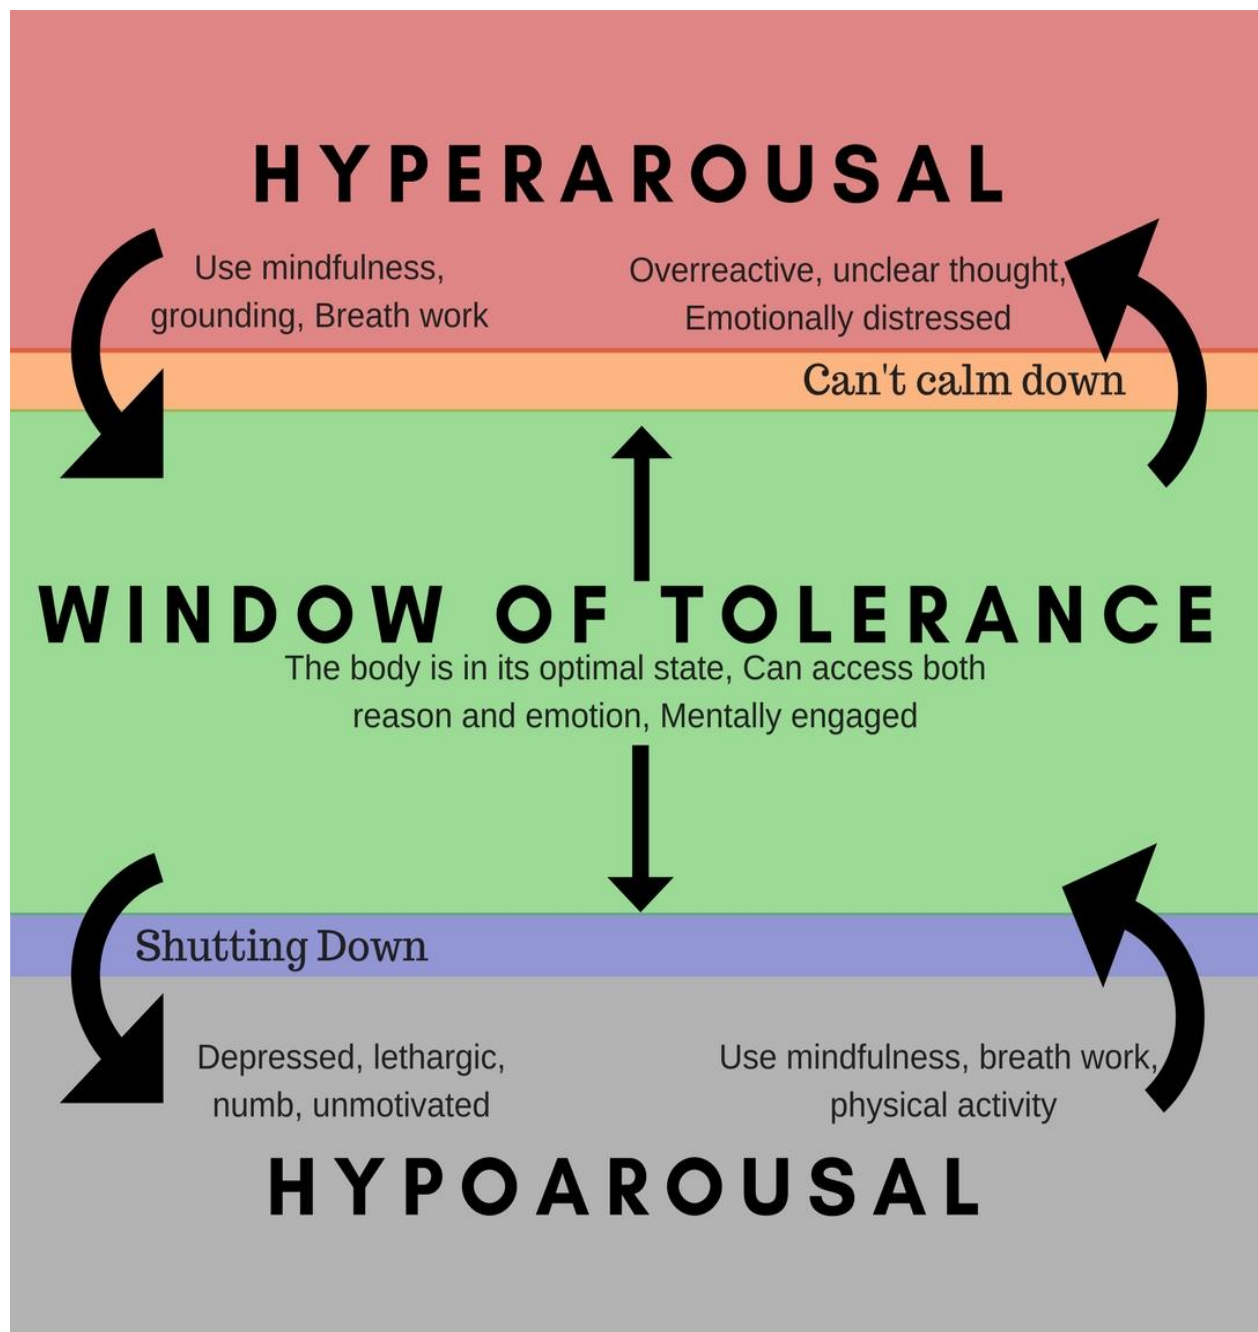 HYPERAROUSAL
Use mindfulness,
grounding, Breath work
Overreactive, unclear thought,
Emotionally distressed
Can't calm down
WINDOW OF TOLERANCE
The body is in its optimal state, Can access both
reason and emotion, Mentally engaged
Shutting Down
Depressed, lethargic,
numb, unmotivated
Use mindfulness, breath work,
physical activity
HYPOAROUSAL